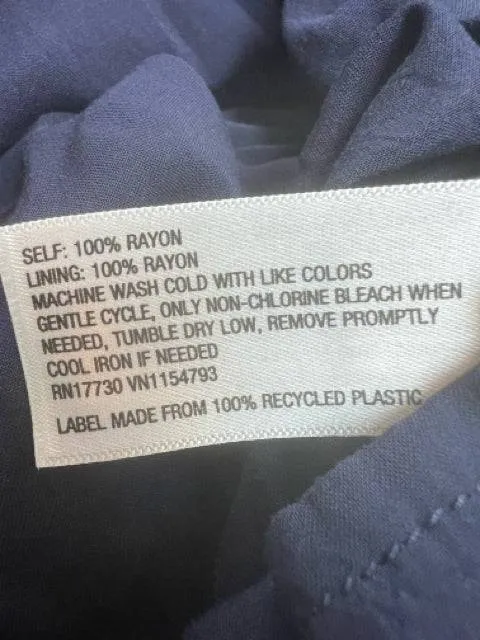 SELF: 100% RAYON
LINING: 100% RAYON
MACHINE WASH COLD WITH LIKE COLORS
GENTLE CYCLE, ONLY NON-CHLORINE BLEACH WHEN
NEEDED, TUMBLE DRY LOW, REMOVE PROMPTLY
COOL IRON IF NEEDED
RN17730 VN1154793
LABEL MADE FROM 100% RECYCLED PLASTIC